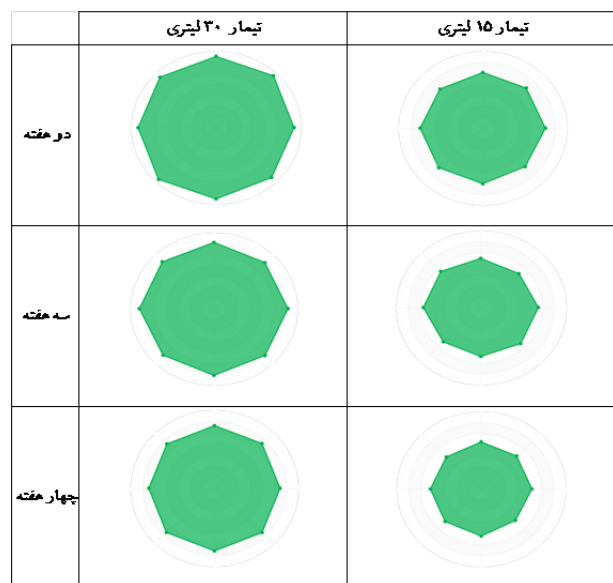 تیمار ۳۰ لیتری
تیمار ۱۵ لیتری
دو هفته
سه هفته
چهار هفته